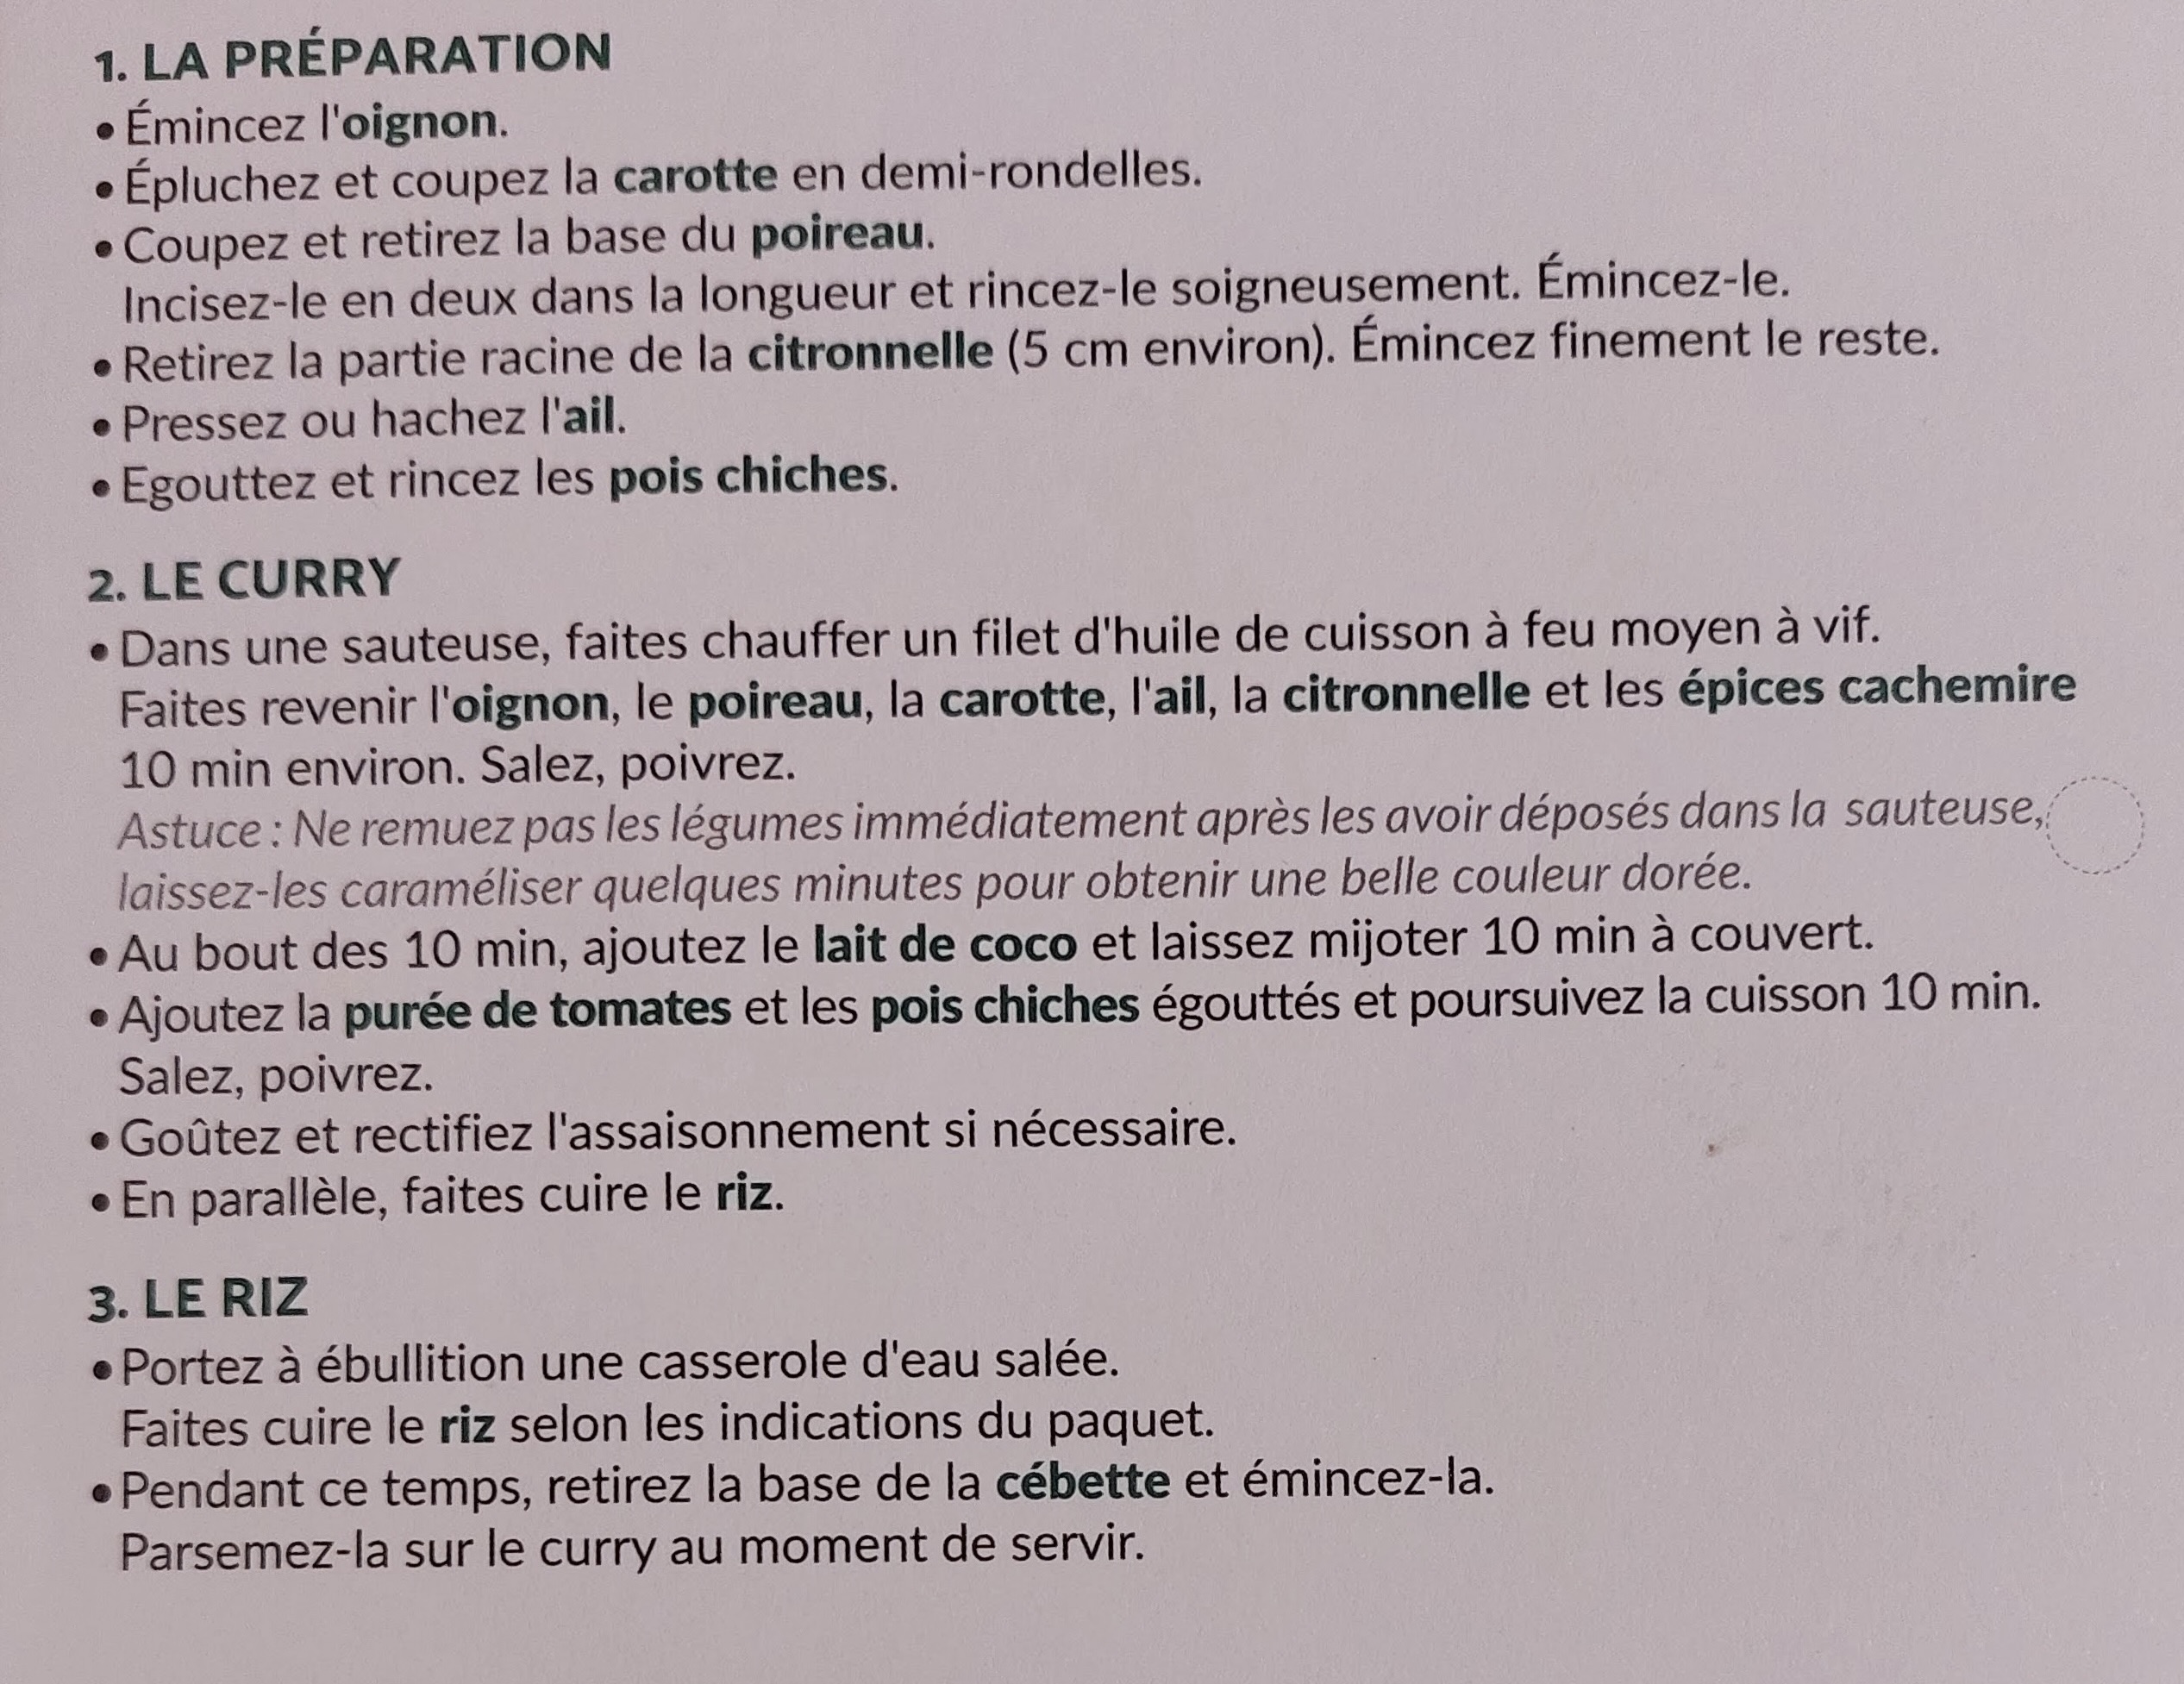 1. LA PRÉPARATION
• Émincez l'oignon.
• Épluchez et coupez la carotte en demi-rondelles.
• Coupez et retirez la base du poireau.
Incisez-le en deux dans la longueur et rincez-le soigneusement. Émincez-le.
• Retirez la partie racine de la citronnelle (5 cm environ). Émincez finement le reste.
• Pressez ou hachez l'ail.
• Egouttez et rincez les pois chiches.
2. LE CURRY
• Dans une sauteuse, faites chauffer un filet d'huile de cuisson à feu moyen à vif.
Faites revenir l'oignon, le poireau, la carotte, l'ail, la citronnelle et les épices cachemire
10 min environ. Salez, poivrez.
Astuce : Ne remuez pas les légumes immédiatement après les avoir déposés dans la sauteuse,
laissez-les caraméliser quelques minutes pour obtenir une belle couleur dorée.
• Au bout des 10 min, ajoutez le lait de coco et laissez mijoter 10 min à couvert.
• Ajoutez la purée de tomates et les pois chiches égouttés et poursuivez la cuisson 10 min.
Salez, poivrez.
• Goûtez et rectifiez l'assaisonnement si nécessaire.
• En parallèle, faites cuire le riz.
3. LE RIZ
• Portez à ébullition une casserole d'eau salée.
Faites cuire le riz selon les indications du paquet.
• Pendant ce temps, retirez la base de la cébette et émincez-la.
Parsemez-la sur le curry au moment de servir.